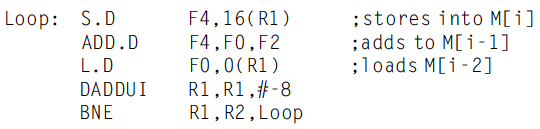 Loop: S.D F4,16(R1) ;stores into M[i]
ADD.D F4,F0,F2 ;adds to M[i-1]
L.D F0,0(R1) ;loads M[i-2]
DADDUI R1,R1,#-8
BNE R1,R2,Loop